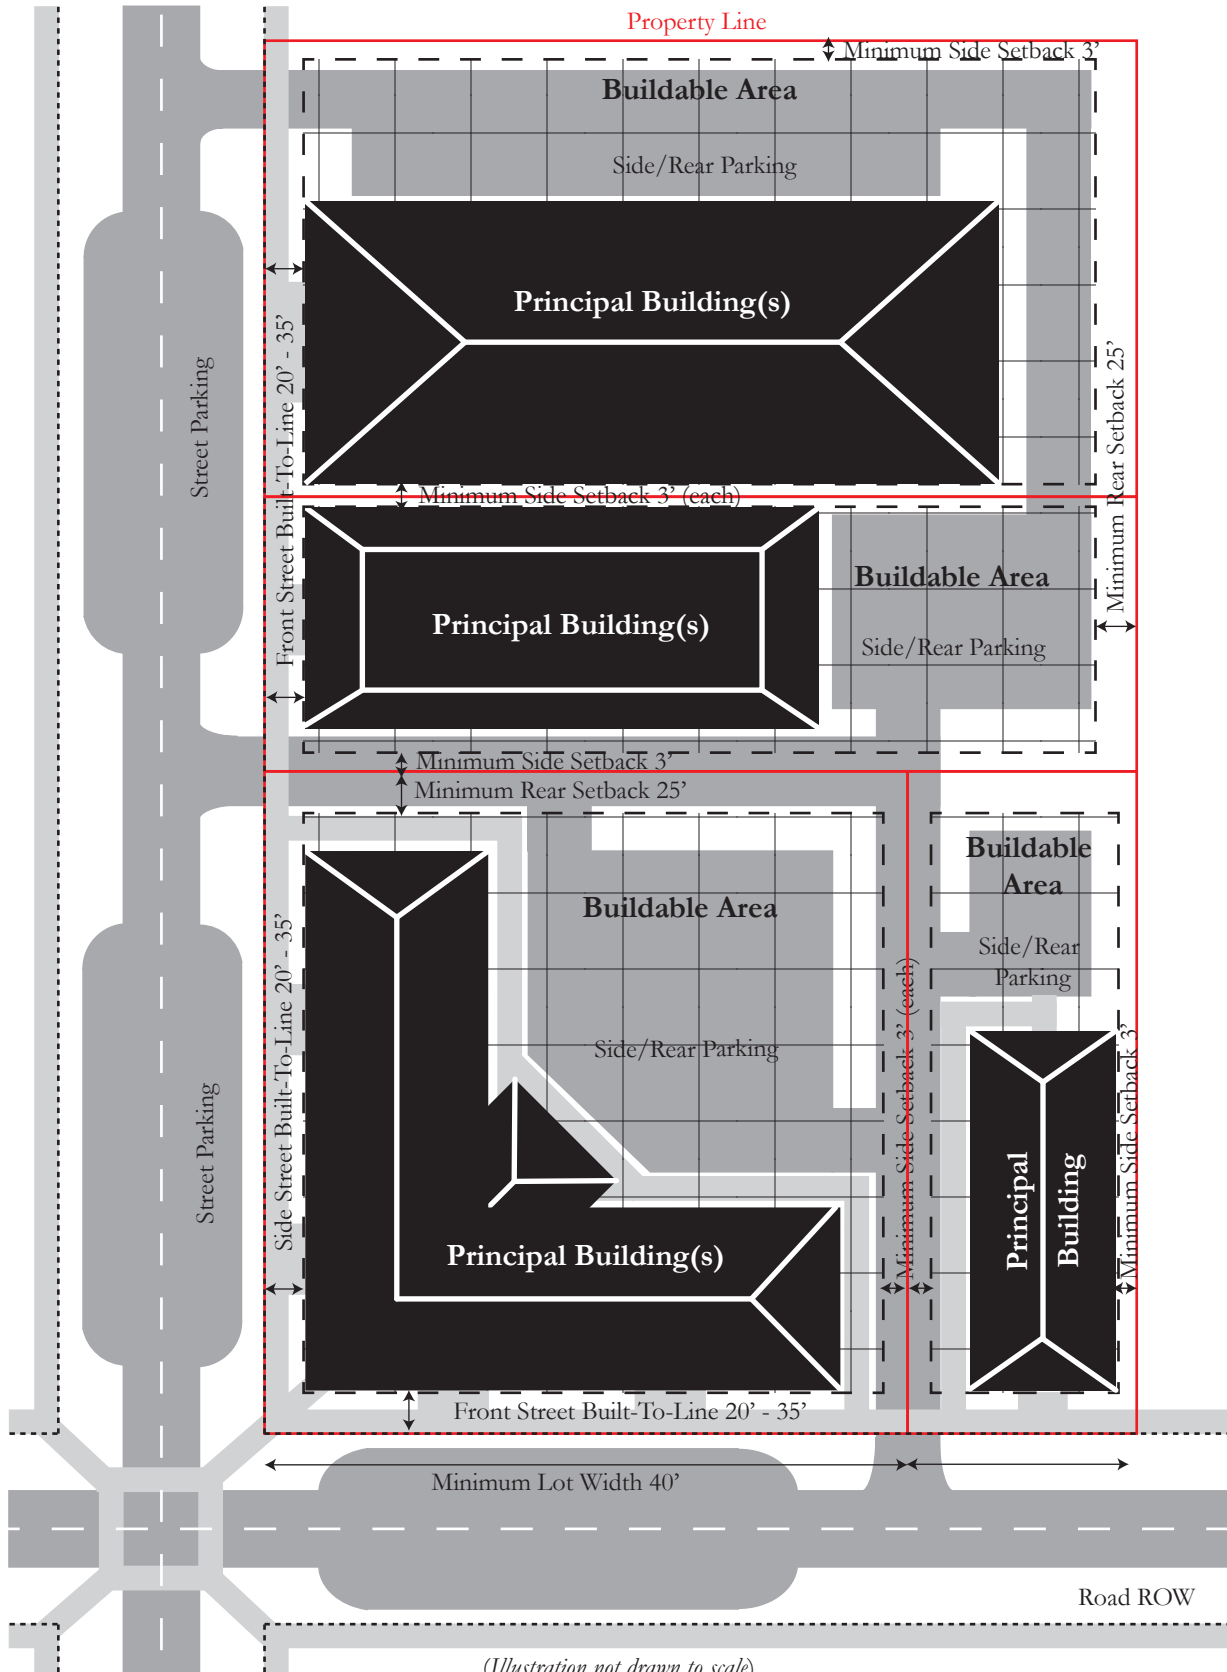 Property Line
Minimum Side Setback 3’
Buildable Area
Side/Rear Parking
Principal Building(s)
Street Parking
Front Street Built-To-Line 20’ - 35’
Minimum Rear Setback 25’
Minimum Side Setback 3’ (each)
Principal Building(s)
Buildable Area
Side/Rear Parking
Minimum Side Setback 3’
Minimum Rear Setback 25’
Buildable Area
Side/Rear Parking
Buildable
Area
Side/Rear
Parking
Side Street Built-To-Line 20’ - 35’
Street Parking
Minimum Side Setback 3’ (each)
Principal
Building
Minimum Side Setback 3’
Principal Building(s)
Front Street Built-To-Line 20’ - 35’
Minimum Lot Width 40’
Road ROW
(Illustration not drawn to scale)